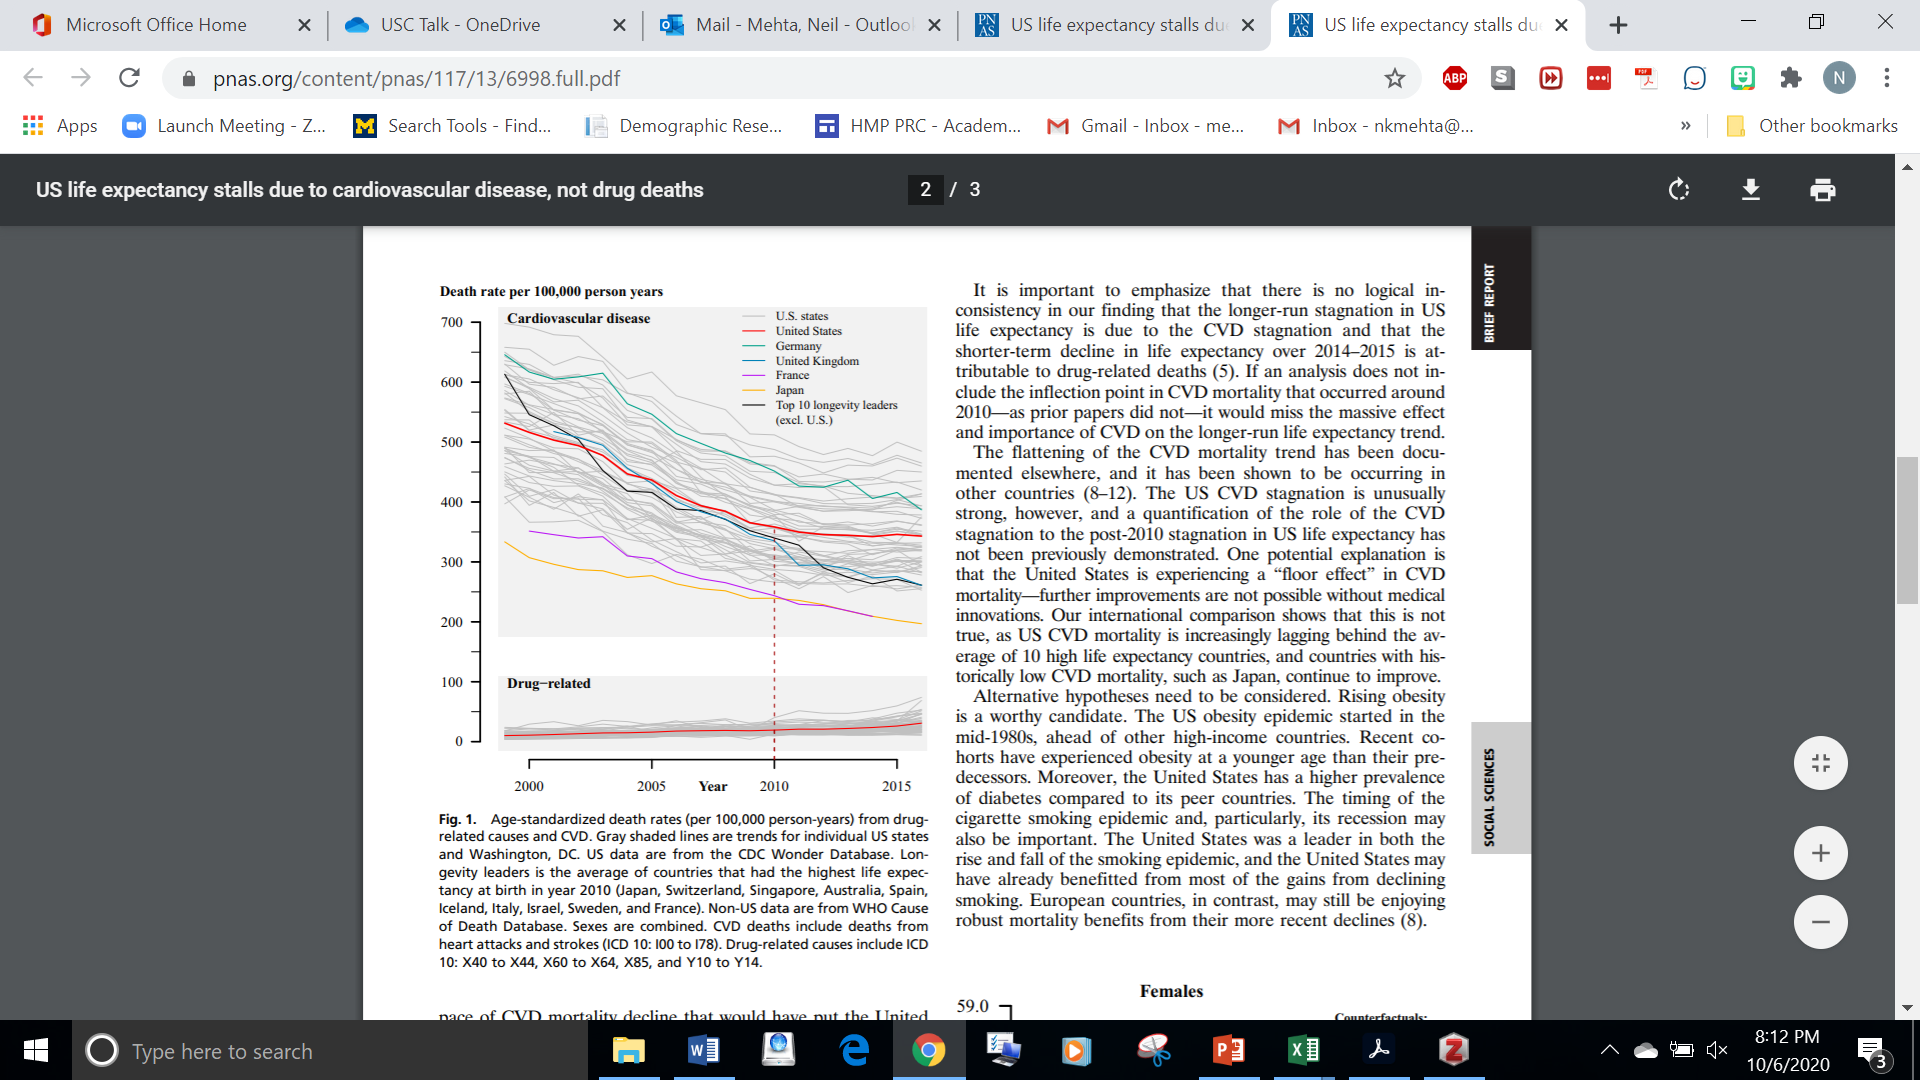 Microsoft Office Home
USC Talk - OneDrive
Mail - Mehta, Neil - Outlook
US life expectancy stalls du
US life expectancy stalls du
pnas.org/content/pnas/117/13/6998.full.pdf
Apps
Launch Meeting - Z...
Search Tools - Find...
Demographic Rese...
HMP PRC - Academ...
Gmail - Inbox - me...
Inbox - nkmehta@...
»
Other bookmarks
US life expectancy stalls due to cardiovascular disease, not drug deaths
2 / 3
Death rate per 100,000 person years
Cardiovascular disease
U.S. states
United States
Germany
United Kingdom
France
Japan
Top 10 longevity leaders
(excl. U.S.)
700
600
500
400
300
200
100
0
Drug−related
2000
2005
Year
2010
2015
Fig. 1. Age-standardized death rates (per 100,000 person-years) from drug-
related causes and CVD. Gray shaded lines are trends for individual US states
and Washington, DC. US data are from the CDC Wonder Database. Lon-
gevity leaders is the average of countries that had the highest life expec-
tancy at birth in year 2010 (Japan, Switzerland, Singapore, Australia, Spain,
Iceland, Italy, Israel, Sweden, and France). Non-US data are from WHO Cause
of Death Database. Sexes are combined. CVD deaths include deaths from
heart attacks and strokes (ICD 10: I00 to I78). Drug-related causes include ICD
10: X40 to X44, X60 to X64, X85, and Y10 to Y14.
pace of CVD mortality decline that would have put the United
It is important to emphasize that there is no logical in-
consistency in our finding that the longer-run stagnation in US
life expectancy is due to the CVD stagnation and that the
shorter-term decline in life expectancy over 2014–2015 is at-
tributable to drug-related deaths (5). If an analysis does not in-
clude the inflection point in CVD mortality that occurred around
2010—as prior papers did not—it would miss the massive effect
and importance of CVD on the longer-run life expectancy trend.
The flattening of the CVD mortality trend has been docu-
mented elsewhere, and it has been shown to be occurring in
other countries (8–12). The US CVD stagnation is unusually
strong, however, and a quantification of the role of the CVD
stagnation to the post-2010 stagnation in US life expectancy has
not been previously demonstrated. One potential explanation is
that the United States is experiencing a “floor effect” in CVD
mortality—further improvements are not possible without medical
innovations. Our international comparison shows that this is not
true, as US CVD mortality is increasingly lagging behind the av-
erage of 10 high life expectancy countries, and countries with his-
torically low CVD mortality, such as Japan, continue to improve.
Alternative hypotheses need to be considered. Rising obesity
is a worthy candidate. The US obesity epidemic started in the
mid-1980s, ahead of other high-income countries. Recent co-
horts have experienced obesity at a younger age than their pre-
decessors. Moreover, the United States has a higher prevalence
of diabetes compared to its peer countries. The timing of the
cigarette smoking epidemic and, particularly, its recession may
also be important. The United States was a leader in both the
rise and fall of the smoking epidemic, and the United States may
have already benefitted from most of the gains from declining
smoking. European countries, in contrast, may still be enjoying
robust mortality benefits from their more recent declines (8).
Females
59.0
Counterfactuals:
BRIEF REPORT
SOCIAL SCIENCES
Type here to search
8:12 PM
10/6/2020
3